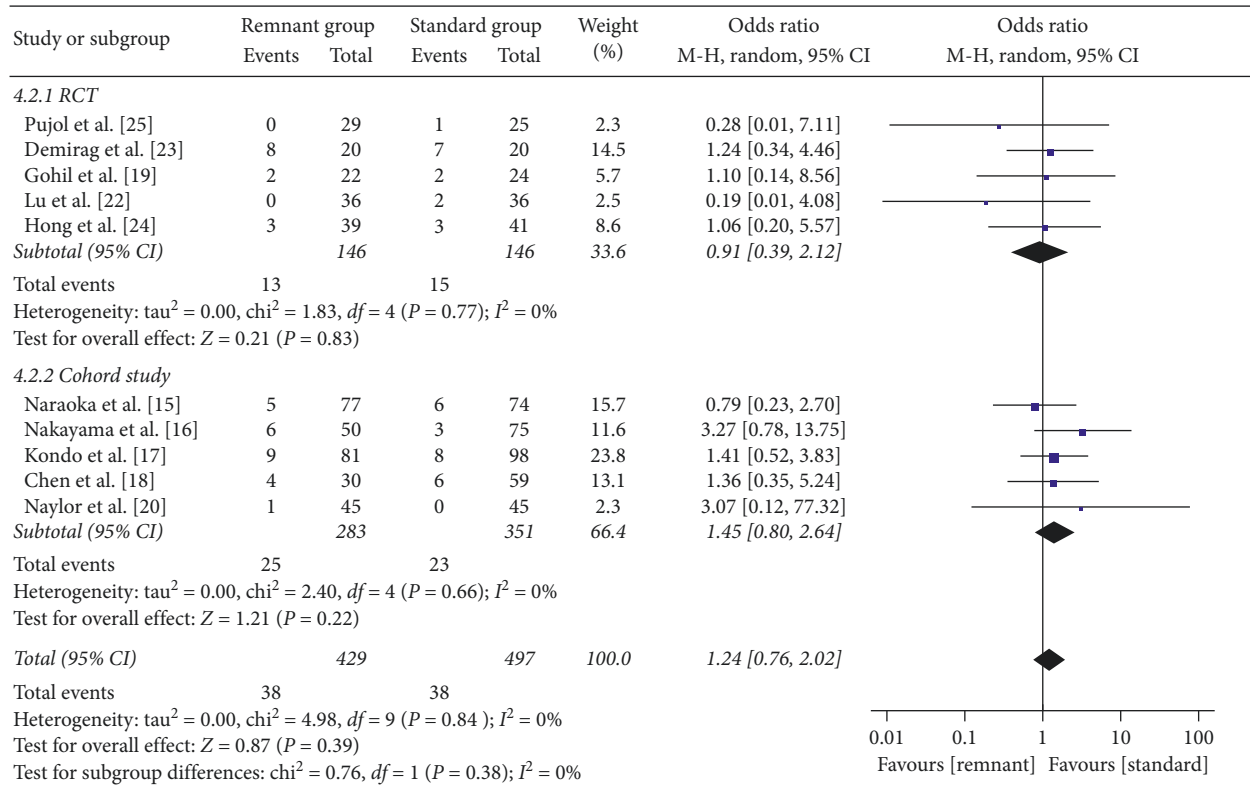 Study or subgroup Remnant group Standard group Weight (%) Odds ratio Odds ratio
Events Total Events Total M-H, random, 95% CI M-H, random, 95% CI
4.2.1 RCT
Pujol et al. [25] 0 29 1 25 2.3 0.28 [0.01, 7.11]
Demirag et al. [23] 8 20 7 20 14.5 1.24 [0.34, 4.46]
Gohil et al. [19] 2 22 2 24 5.7 1.10 [0.14, 8.56]
Lu et al. [22] 0 36 2 36 2.5 0.19 [0.01, 4.08]
Hong et al. [24] 3 39 3 41 8.6 1.06 [0.20, 5.57]
Subtotal (95% CI) 146 146 33.6 0.91 [0.39, 2.12]
Total events 13 15
Heterogeneity: tau² = 0.00, chi² = 1.83, df = 4 (P = 0.77); I² = 0%
Test for overall effect: Z = 0.21 (P = 0.83)
4.2.2 Cohord study
Naraoka et al. [15] 5 77 6 74 15.7 0.79 [0.23, 2.70]
Nakayama et al. [16] 6 50 3 75 11.6 3.27 [0.78, 13.75]
Kondo et al. [17] 9 81 8 98 23.8 1.41 [0.52, 3.83]
Chen et al. [18] 4 30 6 59 13.1 1.36 [0.35, 5.24]
Naylor et al. [20] 1 45 0 45 2.3 3.07 [0.12, 77.32]
Subtotal (95% CI) 283 351 66.4 1.45 [0.80, 2.64]
Total events 25 23
Heterogeneity: tau² = 0.00, chi² = 2.40, df = 4 (P = 0.66); I² = 0%
Test for overall effect: Z = 1.21 (P = 0.22)
Total (95% CI) 429 497 100.0 1.24 [0.76, 2.02]
Total events 38 38
Heterogeneity: tau² = 0.00, chi² = 4.98, df = 9 (P = 0.84 ); I² = 0%
Test for overall effect: Z = 0.87 (P = 0.39)
Test for subgroup differences: chi² = 0.76, df = 1 (P = 0.38); I² = 0%
0.01 0.1 1 10 100
Favours [remnant] Favours [standard]